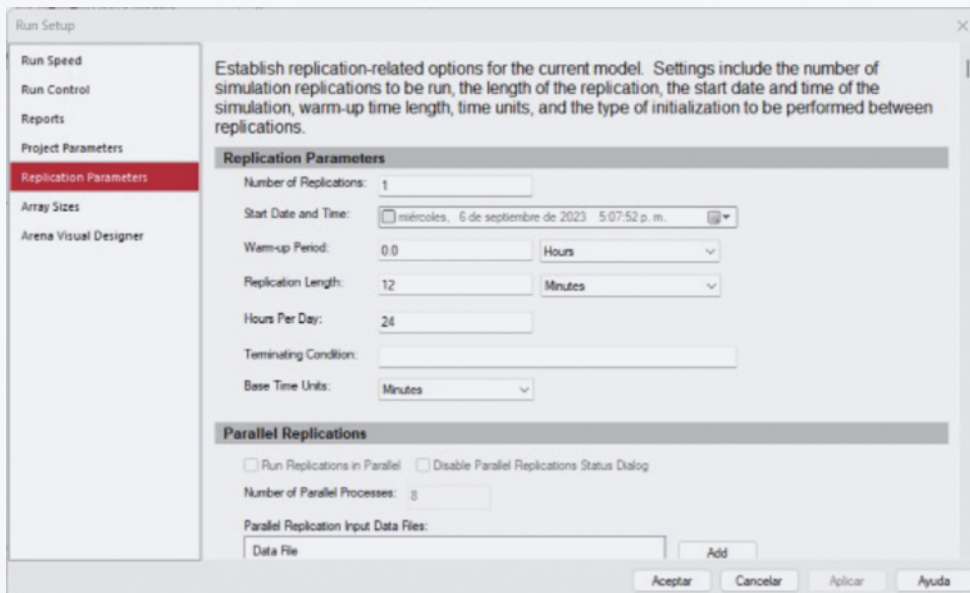 Run Setup
Run Speed
Run Control
Reports
Project Parameters
Replication Parameters
Array Sizes
Arena Visual Designer
Establish replication-related options for the current model. Settings include the number of
simulation replications to be run, the length of the replication, the start date and time of the
simulation, warm-up time length, time units, and the type of initialization to be performed between
replications.
Replication Parameters
Number of Replications: 1
Start Date and Time: miércoles, 6 de septiembre de 2023 5:07:52 p. m.
Warm-up Period: 0.0 Hours
Replication Length: 12 Minutes
Hours Per Day: 24
Terminating Condition:
Base Time Units: Minutes
Parallel Replications
Run Replications in Parallel Disable Parallel Replications Status Dialog
Number of Parallel Processes: 8
Parallel Replication Input Data Files:
Data File Add
Aceptar Cancelar Aplicar Ayuda